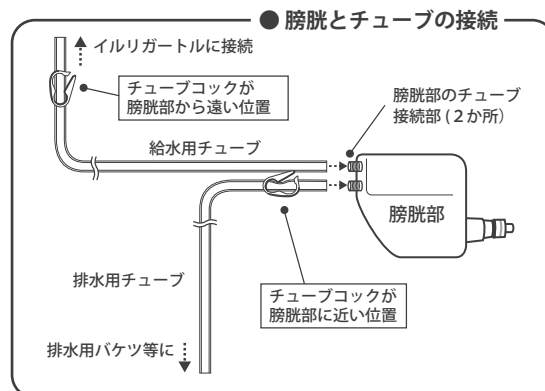 ● 膀胱とチューブの接続
イルリガートルに接続
チューブコックが
膀胱部から遠い位置
膀胱部のチューブ
接続部 (２か所）
給水用チューブ
膀胱部
排水用チューブ
チューブコックが
膀胱部に近い位置
排水用バケツ等に